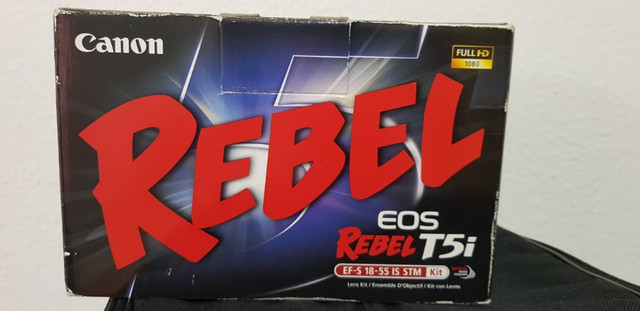 Canon
FULL HD
1080
REBEL
EOS
REBEL T5i
EF-S 18-55 IS STM Kit
Lens Kit / Ensemble D'Objectif / Kit con Lente